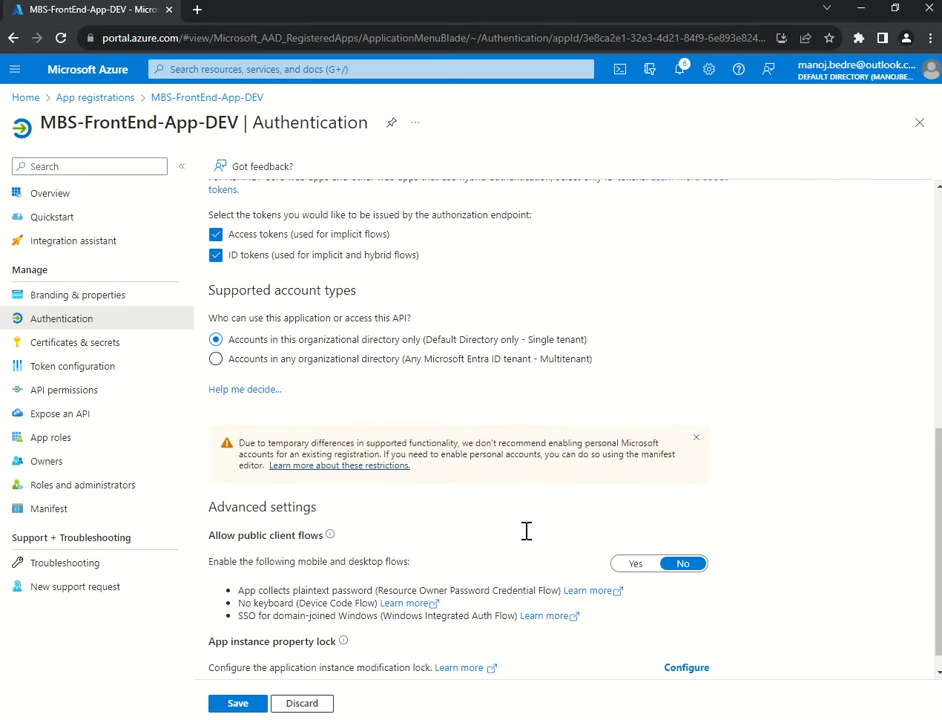 MBS-FrontEnd-App-DEV - Micros
portal.azure.com/#view/Microsoft_AAD_RegisteredApps/ApplicationMenuBlade/~/Authentication/appId/3e8ca2e1-32e3-4d21-84f9-6e893e824...
Microsoft Azure
Search resources, services, and docs (G+/)
6
manoj.bedre@outlook.c...
DEFAULT DIRECTORY (MANOJBE...
Home > App registrations > MBS-FrontEnd-App-DEV
MBS-FrontEnd-App-DEV | Authentication
Search
Overview
Quickstart
Integration assistant
Manage
Branding & properties
Authentication
Certificates & secrets
Token configuration
API permissions
Expose an API
App roles
Owners
Roles and administrators
Manifest
Support + Troubleshooting
Troubleshooting
New support request
Got feedback?
tokens.
Select the tokens you would like to be issued by the authorization endpoint:
Access tokens (used for implicit flows)
ID tokens (used for implicit and hybrid flows)
Supported account types
Who can use this application or access this API?
Accounts in this organizational directory only (Default Directory only - Single tenant)
Accounts in any organizational directory (Any Microsoft Entra ID tenant - Multitenant)
Help me decide...
Due to temporary differences in supported functionality, we don't recommend enabling personal Microsoft
accounts for an existing registration. If you need to enable personal accounts, you can do so using the manifest
editor. Learn more about these restrictions.
Advanced settings
Allow public client flows
Enable the following mobile and desktop flows:
Yes No
App collects plaintext password (Resource Owner Password Credential Flow) Learn more
No keyboard (Device Code Flow) Learn more
SSO for domain-joined Windows (Windows Integrated Auth Flow) Learn more
App instance property lock
Configure the application instance modification lock. Learn more
Configure
Save
Discard